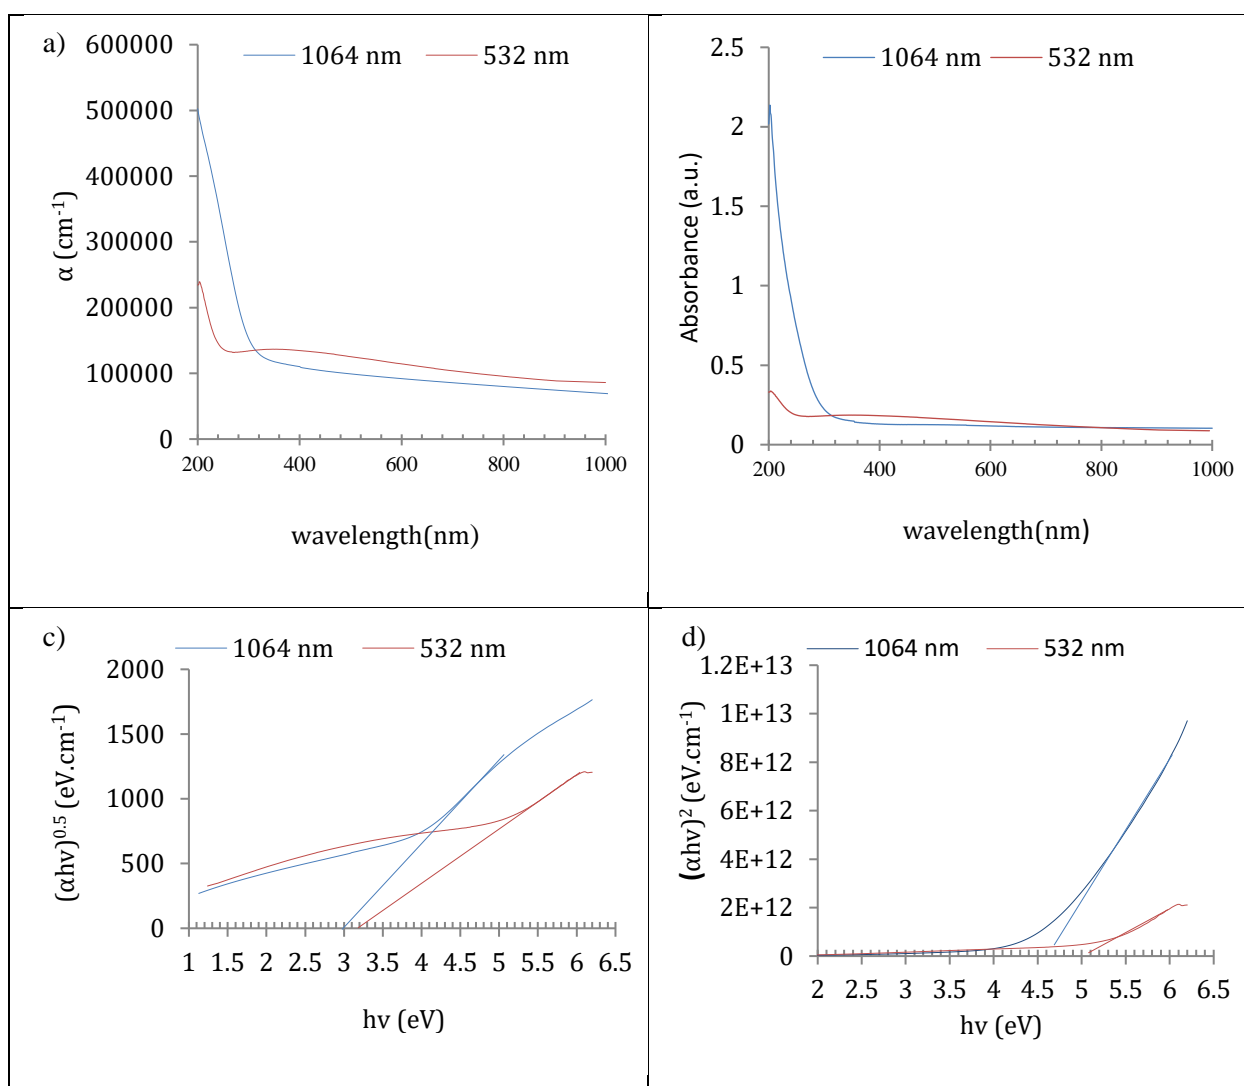 a)
1064 nm 532 nm
600000
500000
400000
300000
200000
100000
0
α (cm-1)
200 400 600 800 1000
wavelength(nm)
1064 nm 532 nm
2.5
2
1.5
1
0.5
0
Absorbance (a.u.)
200 400 600 800 1000
wavelength(nm)
c)
1064 nm 532 nm
2000
1500
1000
500
0
(αhν)0.5 (eV.cm-1)
1 1.5 2 2.5 3 3.5 4 4.5 5 5.5 6 6.5
hν (eV)
d)
1064 nm 532 nm
1.2E+13
1E+13
8E+12
6E+12
4E+12
2E+12
0
(αhν)2 (eV.cm-1)
2 2.5 3 3.5 4 4.5 5 5.5 6 6.5
hν (eV)